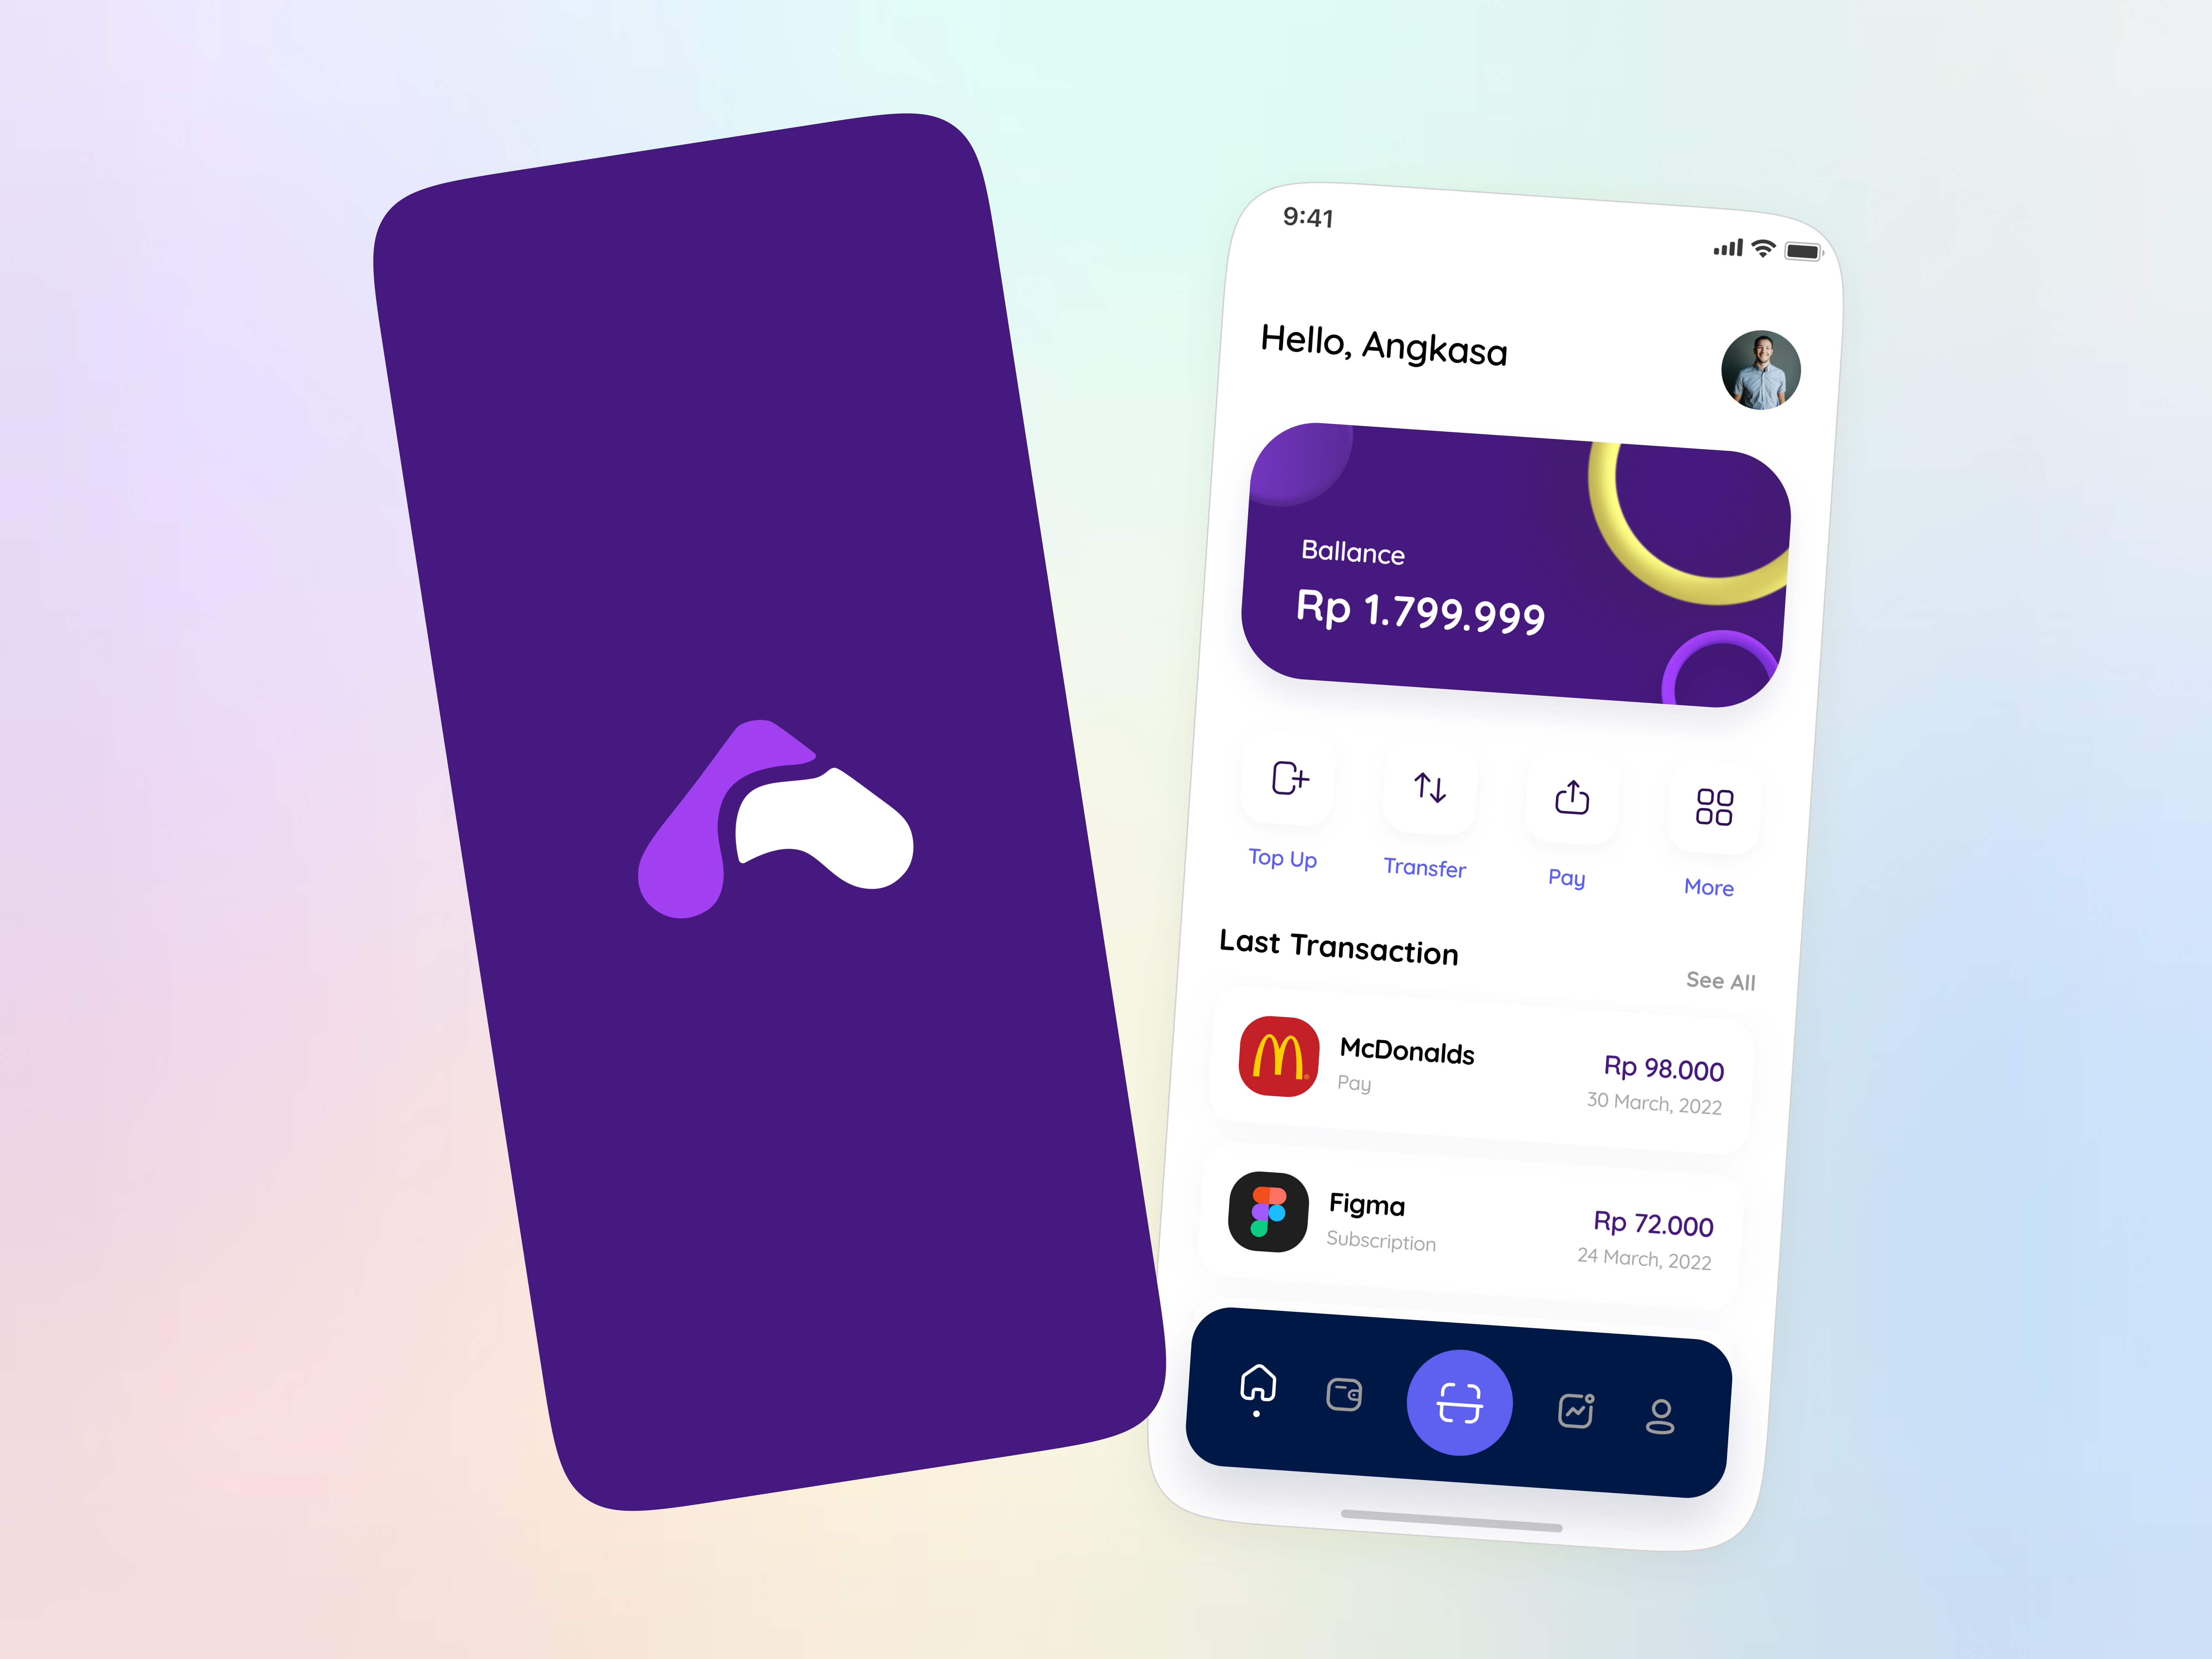 9:41
Hello, Angkasa
Ballance
Rp 1.799.999
Top Up
Transfer
Pay
More
Last Transaction
See All
McDonalds
Pay
Rp 98.000
30 March, 2022
Figma
Subscription
Rp 72.000
24 March, 2022